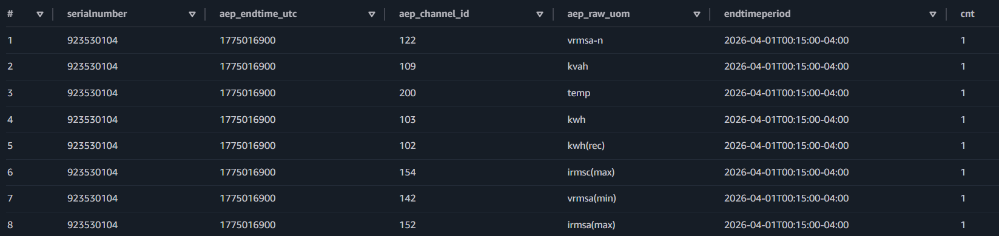 # serialnumber aep_endtime_utc aep_channel_id aep_raw_uom endtimeperiod cnt
1 923530104 1775016900 122 vrmsa-n 2026-04-01T00:15:00-04:00 1
2 923530104 1775016900 109 kvah 2026-04-01T00:15:00-04:00 1
3 923530104 1775016900 200 temp 2026-04-01T00:15:00-04:00 1
4 923530104 1775016900 103 kwh 2026-04-01T00:15:00-04:00 1
5 923530104 1775016900 102 kwh(rec) 2026-04-01T00:15:00-04:00 1
6 923530104 1775016900 154 irmsc(max) 2026-04-01T00:15:00-04:00 1
7 923530104 1775016900 142 vrmsa(min) 2026-04-01T00:15:00-04:00 1
8 923530104 1775016900 152 irmsa(max) 2026-04-01T00:15:00-04:00 1